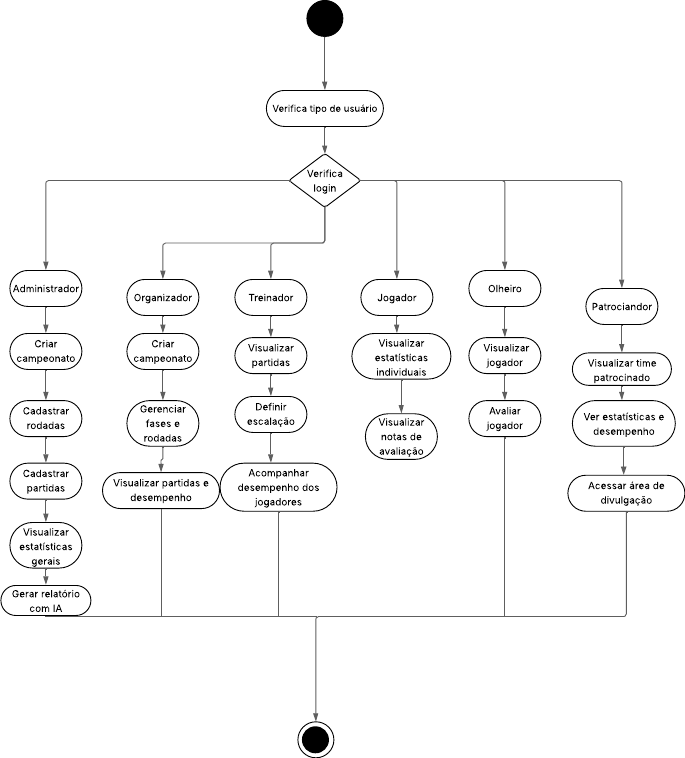 Verifica tipo de usuário
Verifica
login
Administrador
Criar
campeonato
Cadastrar
rodadas
Cadastrar
partidas
Visualizar
estatísticas
gerais
Gerar relatório
com IA
Organizador
Criar
campeonato
Gerenciar
fases e
rodadas
Visualizar partidas e
desempenho
Treinador
Visualizar
partidas
Definir
escalação
Acompanhar
desempenho dos
jogadores
Jogador
Visualizar
estatísticas
individuais
Visualizar
notas de
avaliação
Olheiro
Visualizar
jogador
Avaliar
jogador
Patrociandor
Visualizar time
patrocinado
Ver estatísticas e
desempenho
Acessar área de
divulgação